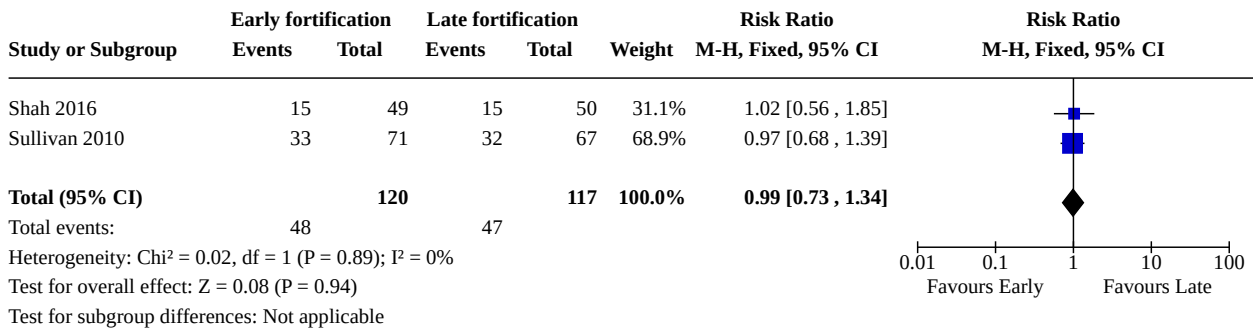 Early fortification Late fortification Risk Ratio Risk Ratio
Study or Subgroup Events Total Events Total Weight M-H, Fixed, 95% CI M-H, Fixed, 95% CI
Shah 2016 15 49 15 50 31.1% 1.02 [0.56 , 1.85]
Sullivan 2010 33 71 32 67 68.9% 0.97 [0.68 , 1.39]
Total (95% CI) 120 117 100.0% 0.99 [0.73 , 1.34]
Total events: 48 47
Heterogeneity: Chi² = 0.02, df = 1 (P = 0.89); I² = 0%
0.01 0.1 1 10 100
Test for overall effect: Z = 0.08 (P = 0.94) Favours Early Favours Late
Test for subgroup differences: Not applicable